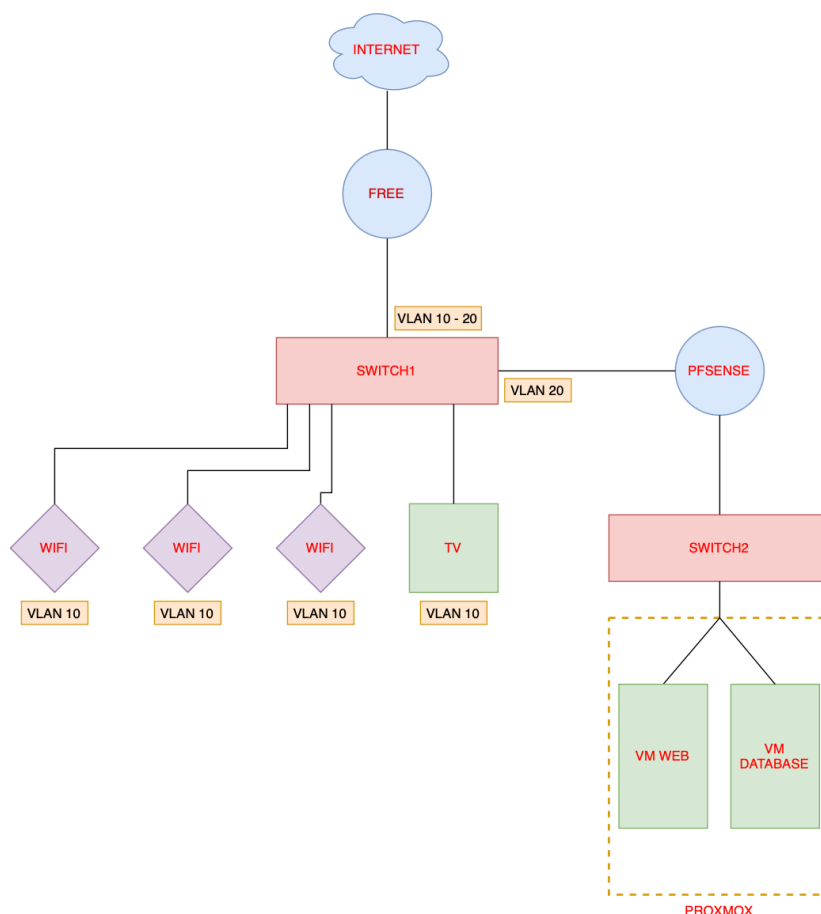 INTERNET
FREE
VLAN 10 - 20
SWITCH1
PFSENSE
VLAN 20
WIFI
WIFI
WIFI
TV
SWITCH2
VLAN 10
VLAN 10
VLAN 10
VLAN 10
VM WEB
VM
DATABASE
PROXMOX